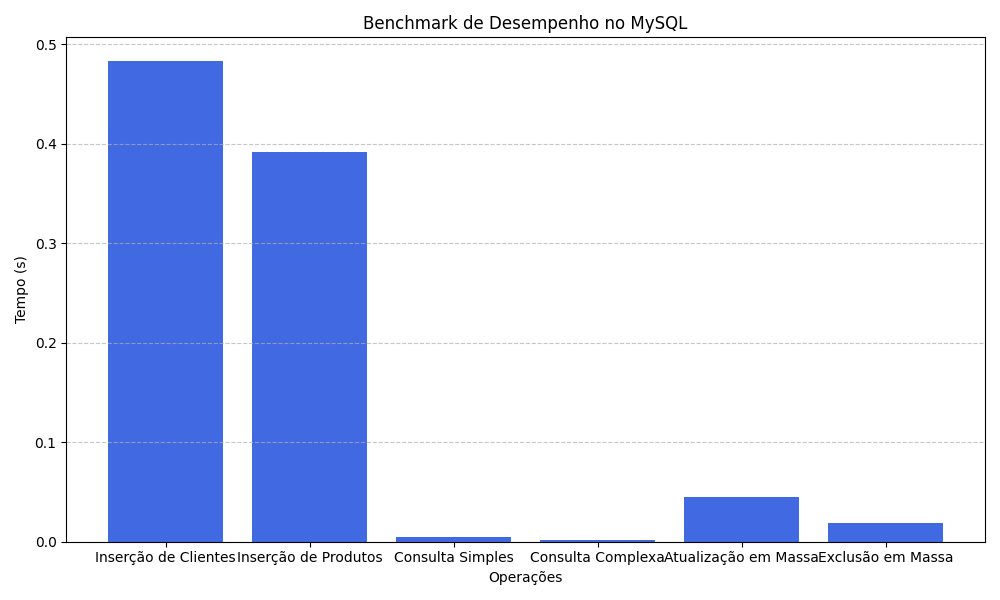 Benchmark de Desempenho no MySQL
Tempo (s)
0.5
0.4
0.3
0.2
0.1
0.0
Inserção de Clientes
Inserção de Produtos
Consulta Simples
Consulta Complexa
Atualização em Massa
Exclusão em Massa
Operações